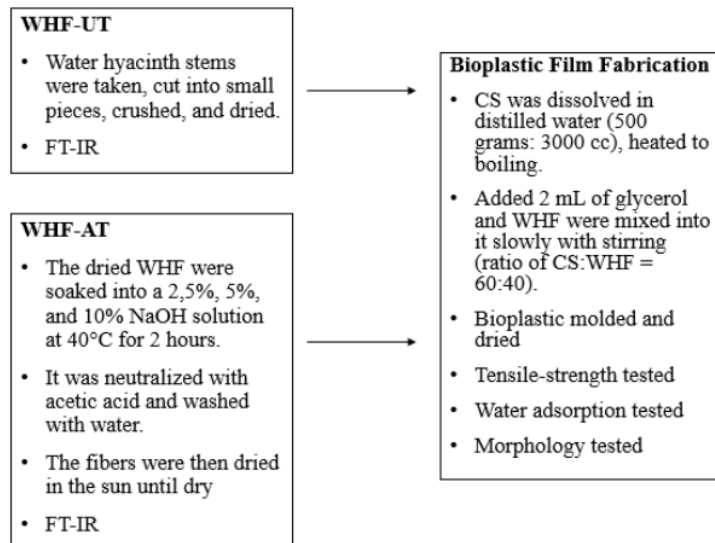 WHF-UT
• Water hyacinth stems
were taken, cut into small
pieces, crushed, and dried.
• FT-IR
WHF-AT
• The dried WHF were
soaked into a 2,5%, 5%,
and 10% NaOH solution
at 40°C for 2 hours.
• It was neutralized with
acetic acid and washed
with water.
• The fibers were then dried
in the sun until dry
• FT-IR
Bioplastic Film Fabrication
• CS was dissolved in
distilled water (500
grams: 3000 cc), heated to
boiling.
• Added 2 mL of glycerol
and WHF were mixed into
it slowly with stirring
(ratio of CS:WHF =
60:40).
• Bioplastic molded and
dried
• Tensile-strength tested
• Water adsorption tested
• Morphology tested